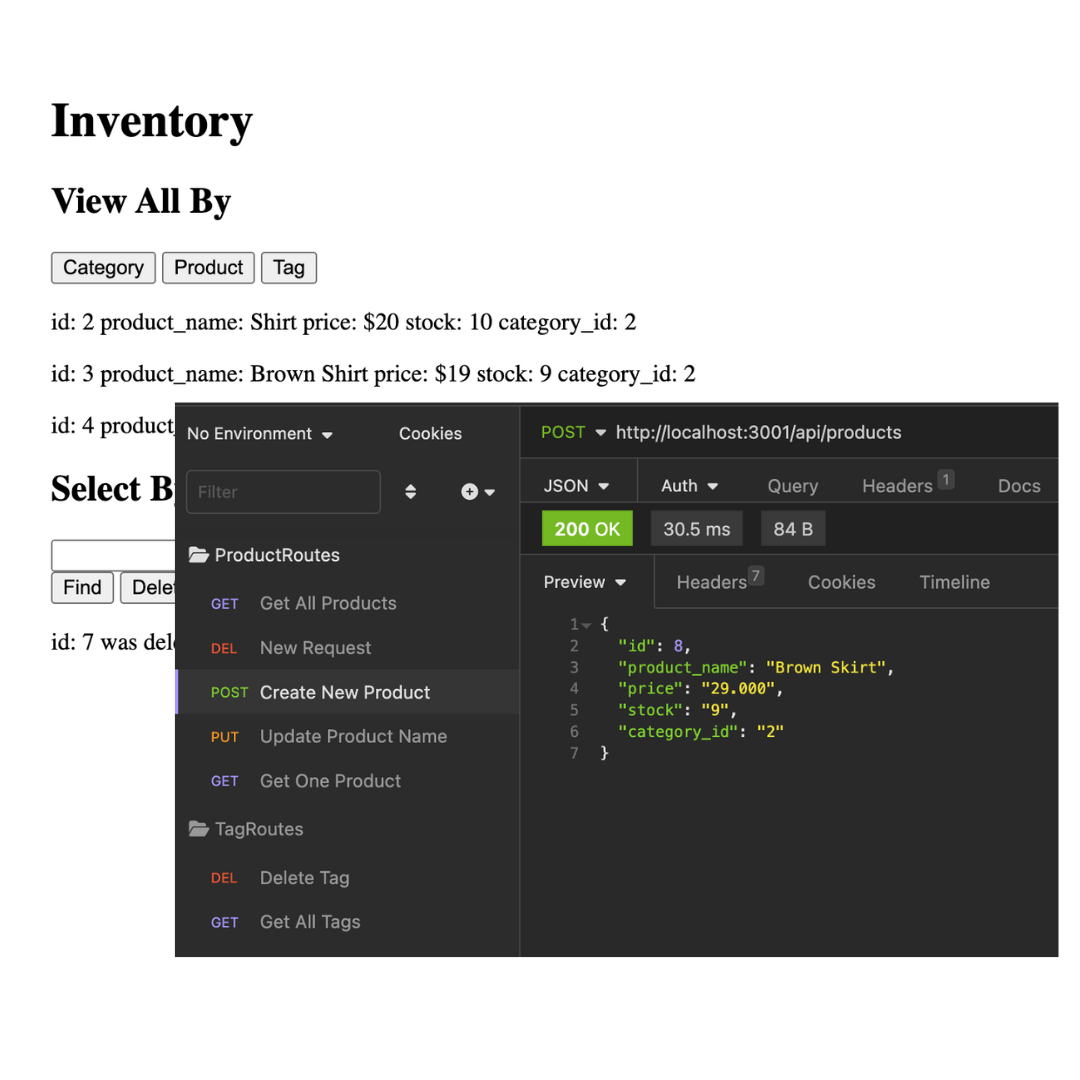 Inventory
View All By
Category Product Tag
id: 2 product_name: Shirt price: $20 stock: 10 category_id: 2
id: 3 product_name: Brown Shirt price: $19 stock: 9 category_id: 2
id: 4 product
Select B
Find Delet
id: 7 was dele
No Environment Cookies
Filter
ProductRoutes
GET Get All Products
DEL New Request
POST Create New Product
PUT Update Product Name
GET Get One Product
TagRoutes
DEL Delete Tag
GET Get All Tags
POST http://localhost:3001/api/products
JSON Auth Query Headers 1 Docs
200 OK 30.5 ms 84 B
Preview Headers 7 Cookies Timeline
1 {
2 "id": 8,
3 "product_name": "Brown Skirt",
4 "price": "29.000",
5 "stock": "9",
6 "category_id": "2"
7 }